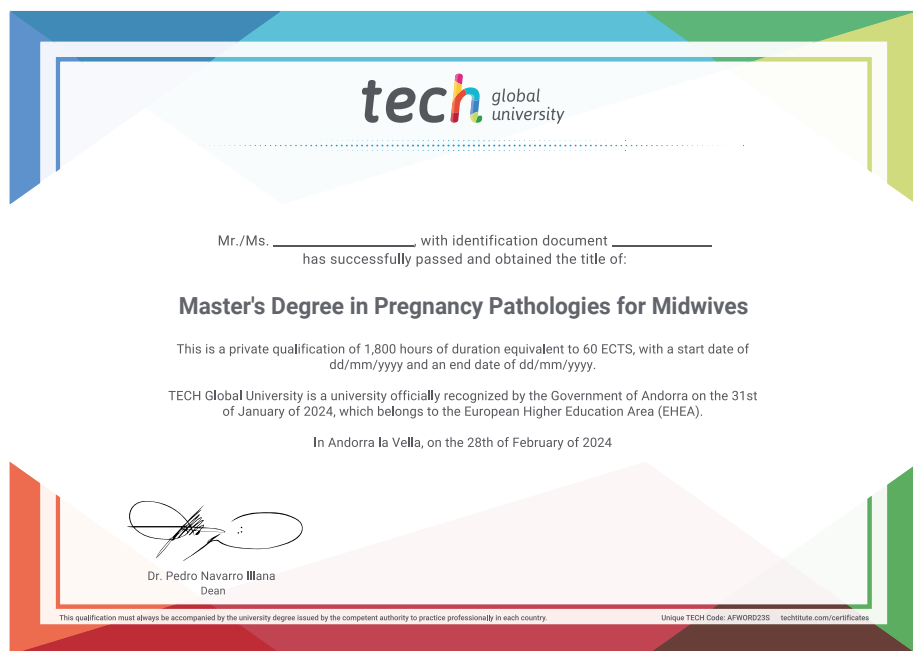 tech global
university
Mr./Ms. ____________, with identification document ____________
has successfully passed and obtained the title of:
Master's Degree in Pregnancy Pathologies for Midwives
This is a private qualification of 1,800 hours of duration equivalent to 60 ECTS, with a start date of
dd/mm/yyyy and an end date of dd/mm/yyyy.
TECH Global University is a university officially recognized by the Government of Andorra on the 31st
of January of 2024, which belongs to the European Higher Education Area (EHEA).
In Andorra la Vella, on the 28th of February of 2024
Dr. Pedro Navarro Illana
Dean
This qualification must always be accompanied by the university degree issued by the competent authority to practice professionally in each country. Unique TECH Code: AFWORD23S techtitute.com/certificates